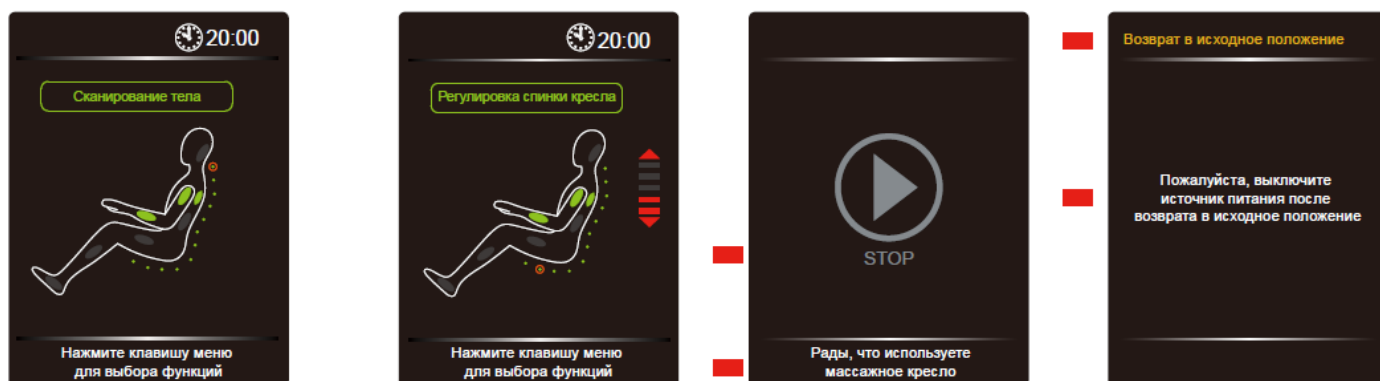 20:00
Сканирование тела
Нажмите клавишу меню
для выбора функций
20:00
Регулировка спинки кресла
Нажмите клавишу меню
для выбора функций
STOP
Рады, что используете
массажное кресло
Возврат в исходное положение
Пожалуйста, выключите
источник питания после
возврата в исходное положение